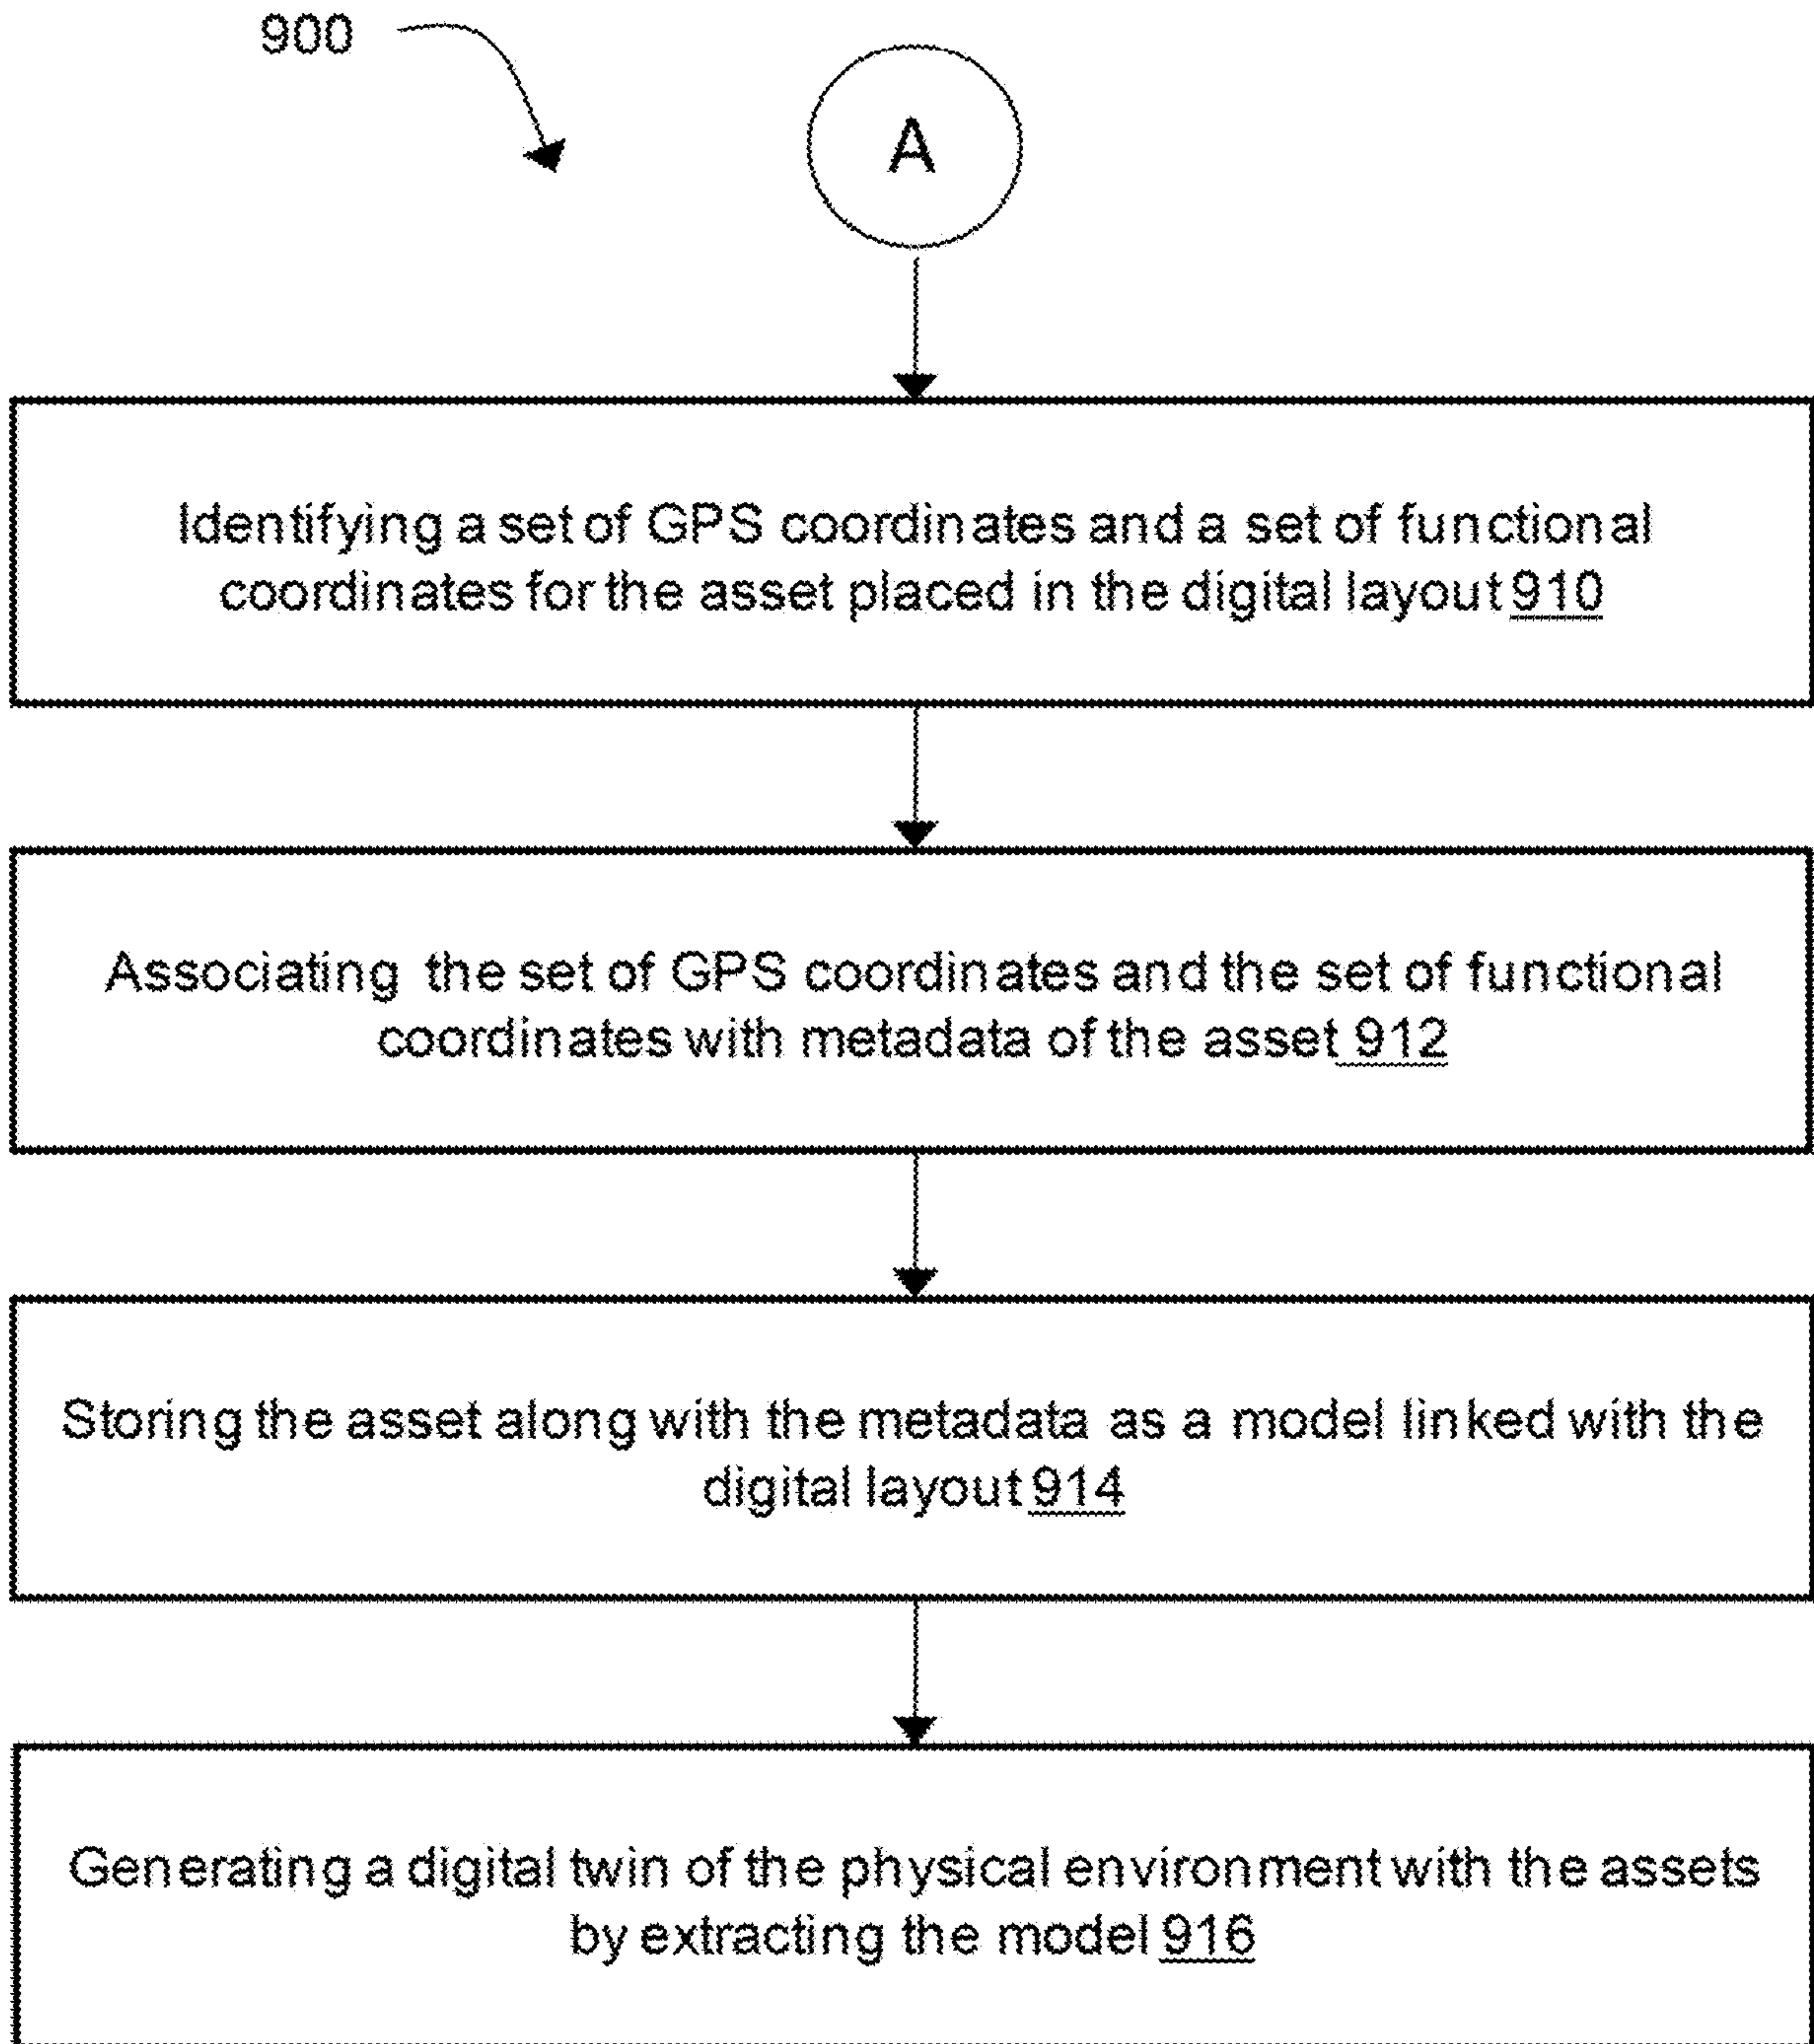 900
A
Identifying a set of GPS coordinates and a set of functional
coordinates for the asset placed in the digital layout 910
Associating the set of GPS coordinates and the set of functional
coordinates with metadata of the asset 912
Storing the asset along with the metadata as a model linked with the
digital layout 914
Generating a digital twin of the physical environment with the assets
by extracting the model 916